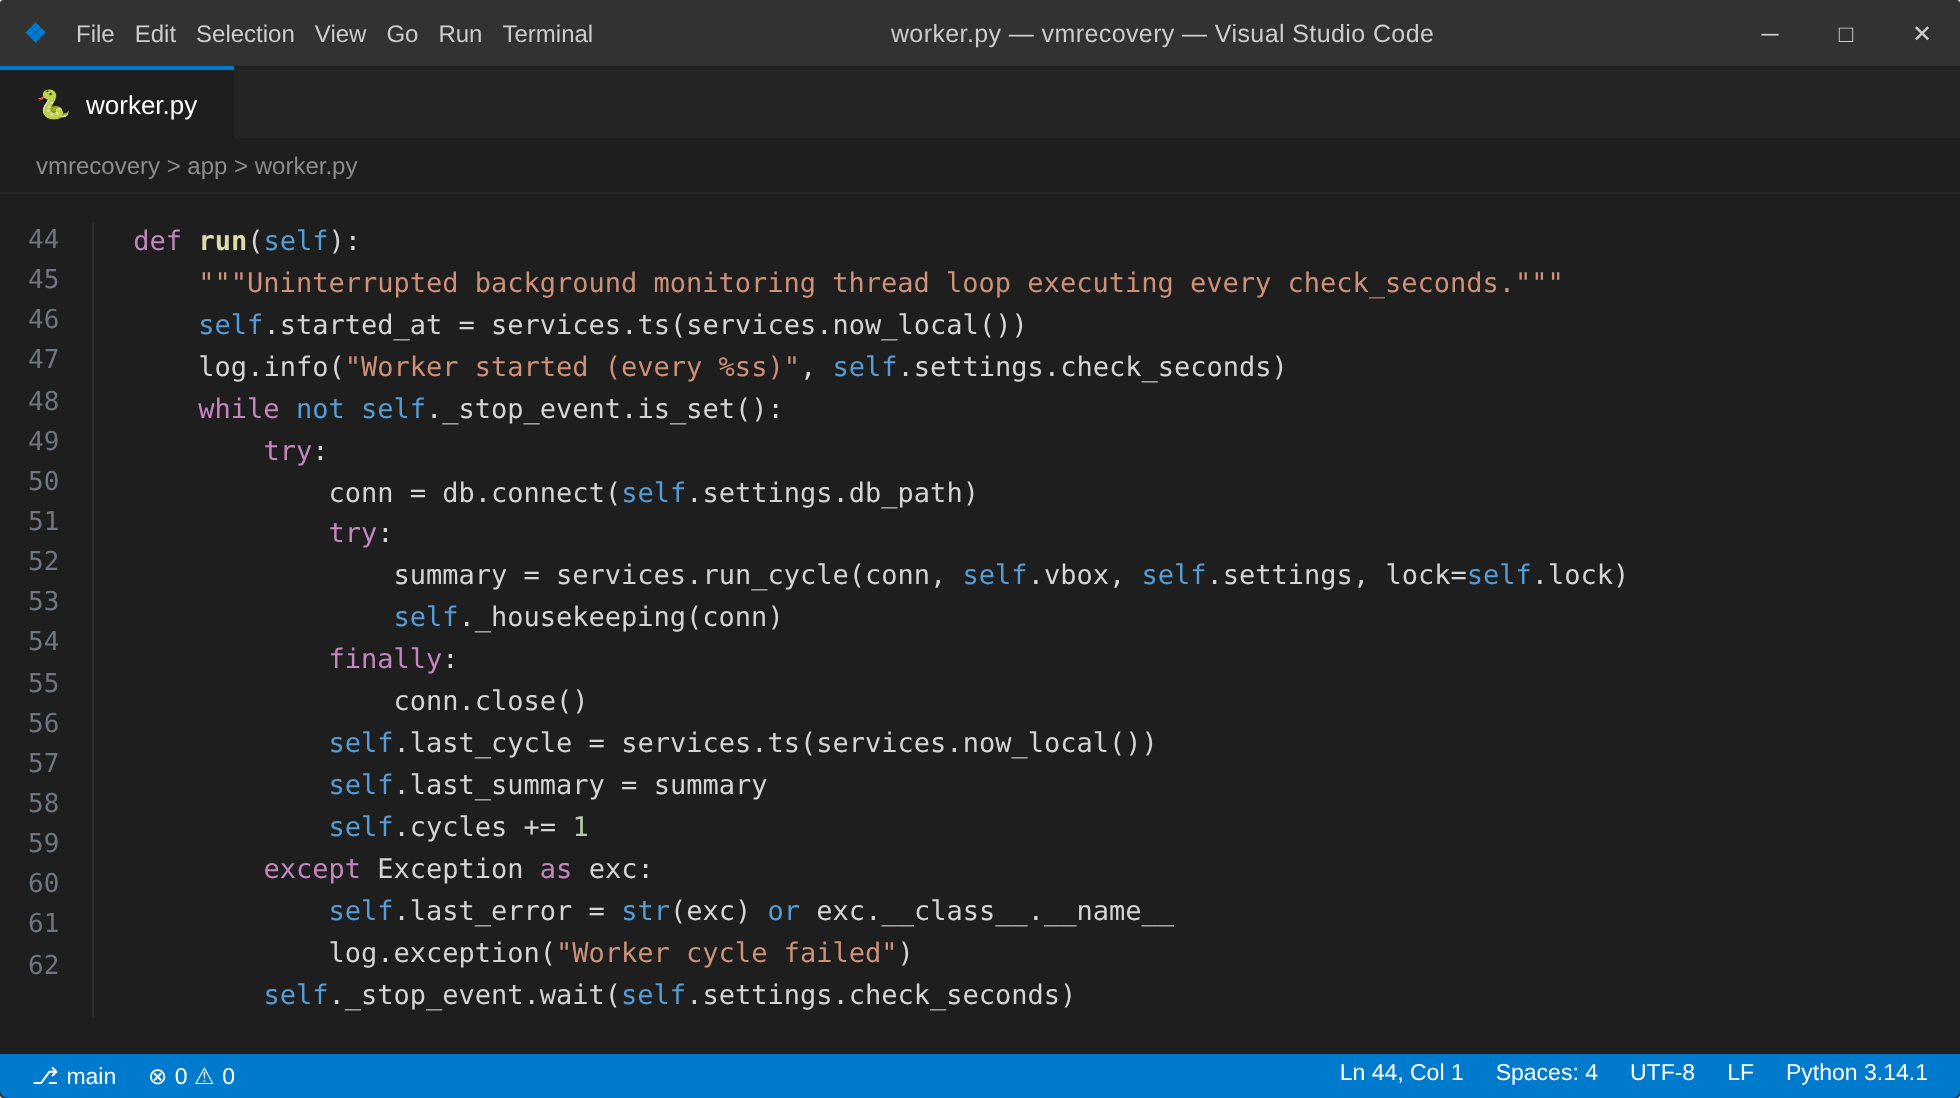 File Edit Selection View Go Run Terminal
worker.py — vmrecovery — Visual Studio Code
worker.py
vmrecovery > app > worker.py
44 def run(self):
45 """Uninterrupted background monitoring thread loop executing every check_seconds."""
46 self.started_at = services.ts(services.now_local())
47 log.info("Worker started (every %ss)", self.settings.check_seconds)
48 while not self._stop_event.is_set():
49 try:
50 conn = db.connect(self.settings.db_path)
51 try:
52 summary = services.run_cycle(conn, self.vbox, self.settings, lock=self.lock)
53 self._housekeeping(conn)
54 finally:
55 conn.close()
56 self.last_cycle = services.ts(services.now_local())
57 self.last_summary = summary
58 self.cycles += 1
59 except Exception as exc:
60 self.last_error = str(exc) or exc.__class__.__name__
61 log.exception("Worker cycle failed")
62 self._stop_event.wait(self.settings.check_seconds)
⎇ main ⊗ 0 ⚠ 0
Ln 44, Col 1 Spaces: 4 UTF-8 LF Python 3.14.1